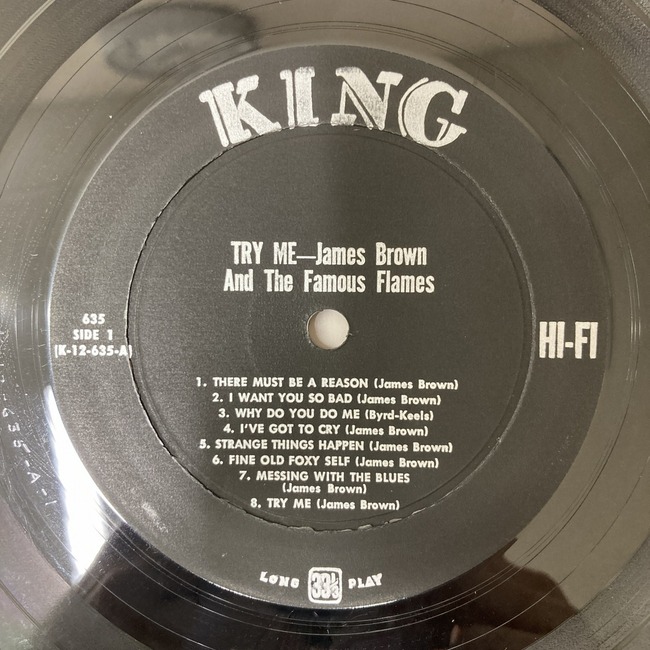 KING
TRY ME—James Brown
And The Famous Flames
635
SIDE 1
(K-12-635-A)
HI-FI
1. THERE MUST BE A REASON (James Brown)
2. I WANT YOU SO BAD (James Brown)
3. WHY DO YOU DO ME (Byrd-Keels)
4. I'VE GOT TO CRY (James Brown)
5. STRANGE THINGS HAPPEN (James Brown)
6. FINE OLD FOXY SELF (James Brown)
7. MESSING WITH THE BLUES
(James Brown)
8. TRY ME (James Brown)
LONG 33⅓ PLAY